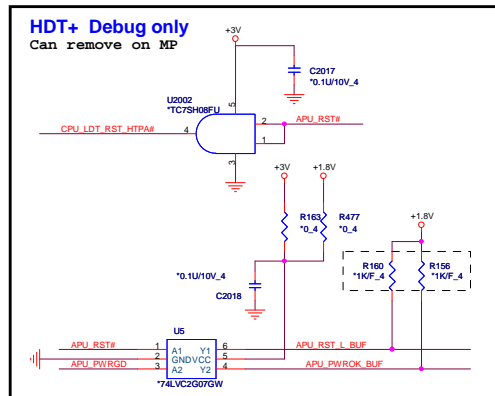 HDT+ Debug only
Can remove on MP
+3V
C2017
*0.1U/10V_4
U2002
*TC7SH08FU
5
CPU_LDT_RST_HTPA#
4
2
1
APU_RST#
3
+3V
+1.8V
R163
*0_4
R477
*0_4
+1.8V
*0.1U/10V_4
C2018
R160
*1K/F_4
R156
*1K/F_4
U5
APU_RST#
1
A1
Y1
6
APU_RST_L_BUF
2
GND
VCC
5
APU_PWRGD
3
A2
Y2
4
APU_PWROK_BUF
*74LVC2G07GW